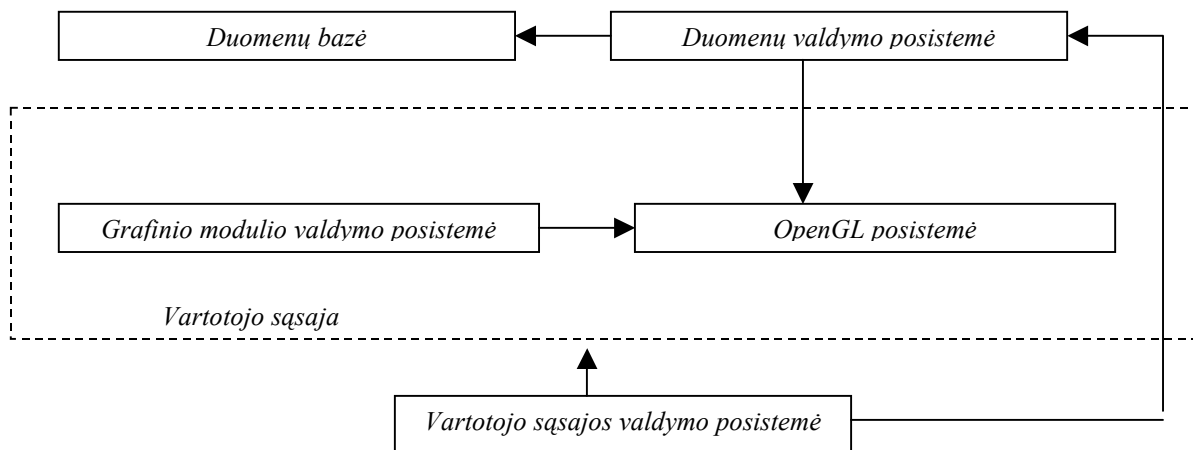 Duomenų bazė
Duomenų valdymo posistemė
Grafinio modulio valdymo posistemė
OpenGL posistemė
Vartotojo sąsaja
Vartotojo sąsajos valdymo posistemė